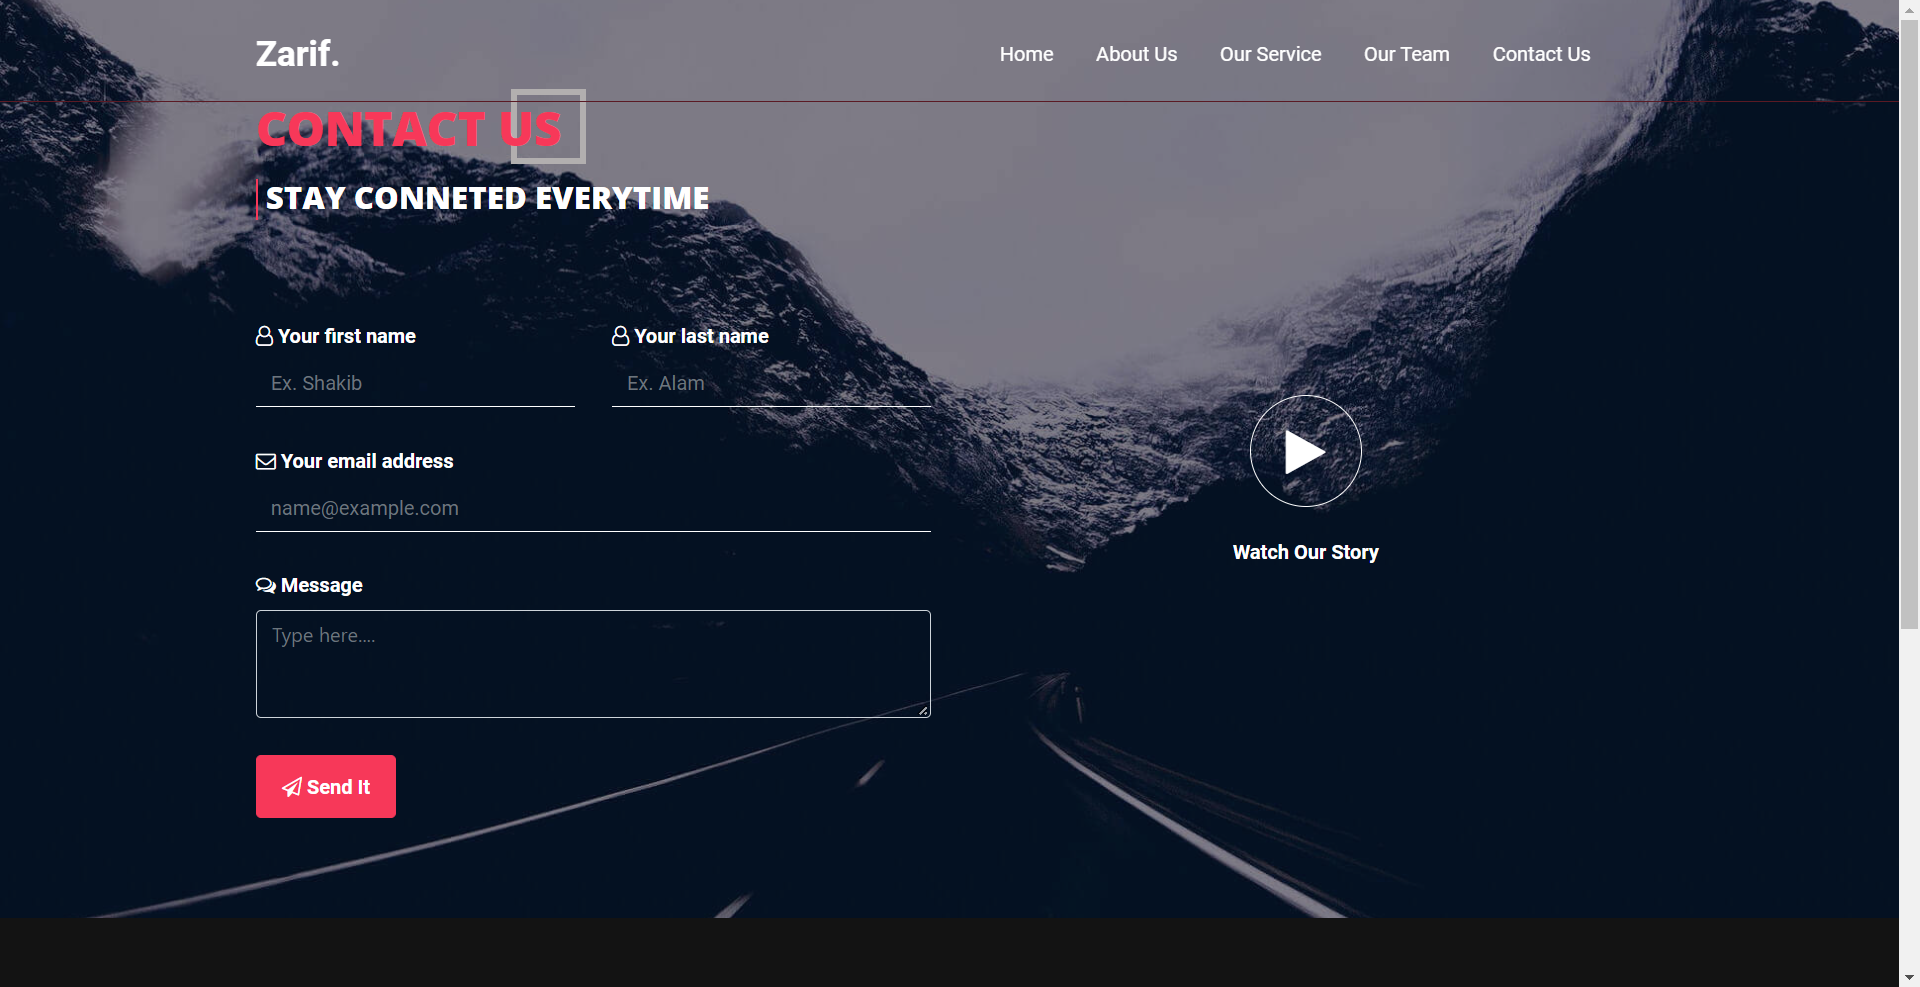 Zarif.
Home About Us Our Service Our Team Contact Us
CONTACT US
STAY CONNETED EVERYTIME
Your first name
Your last name
Ex. Shakib
Ex. Alam
Your email address
name@example.com
Message
Type here....
Send It
Watch Our Story